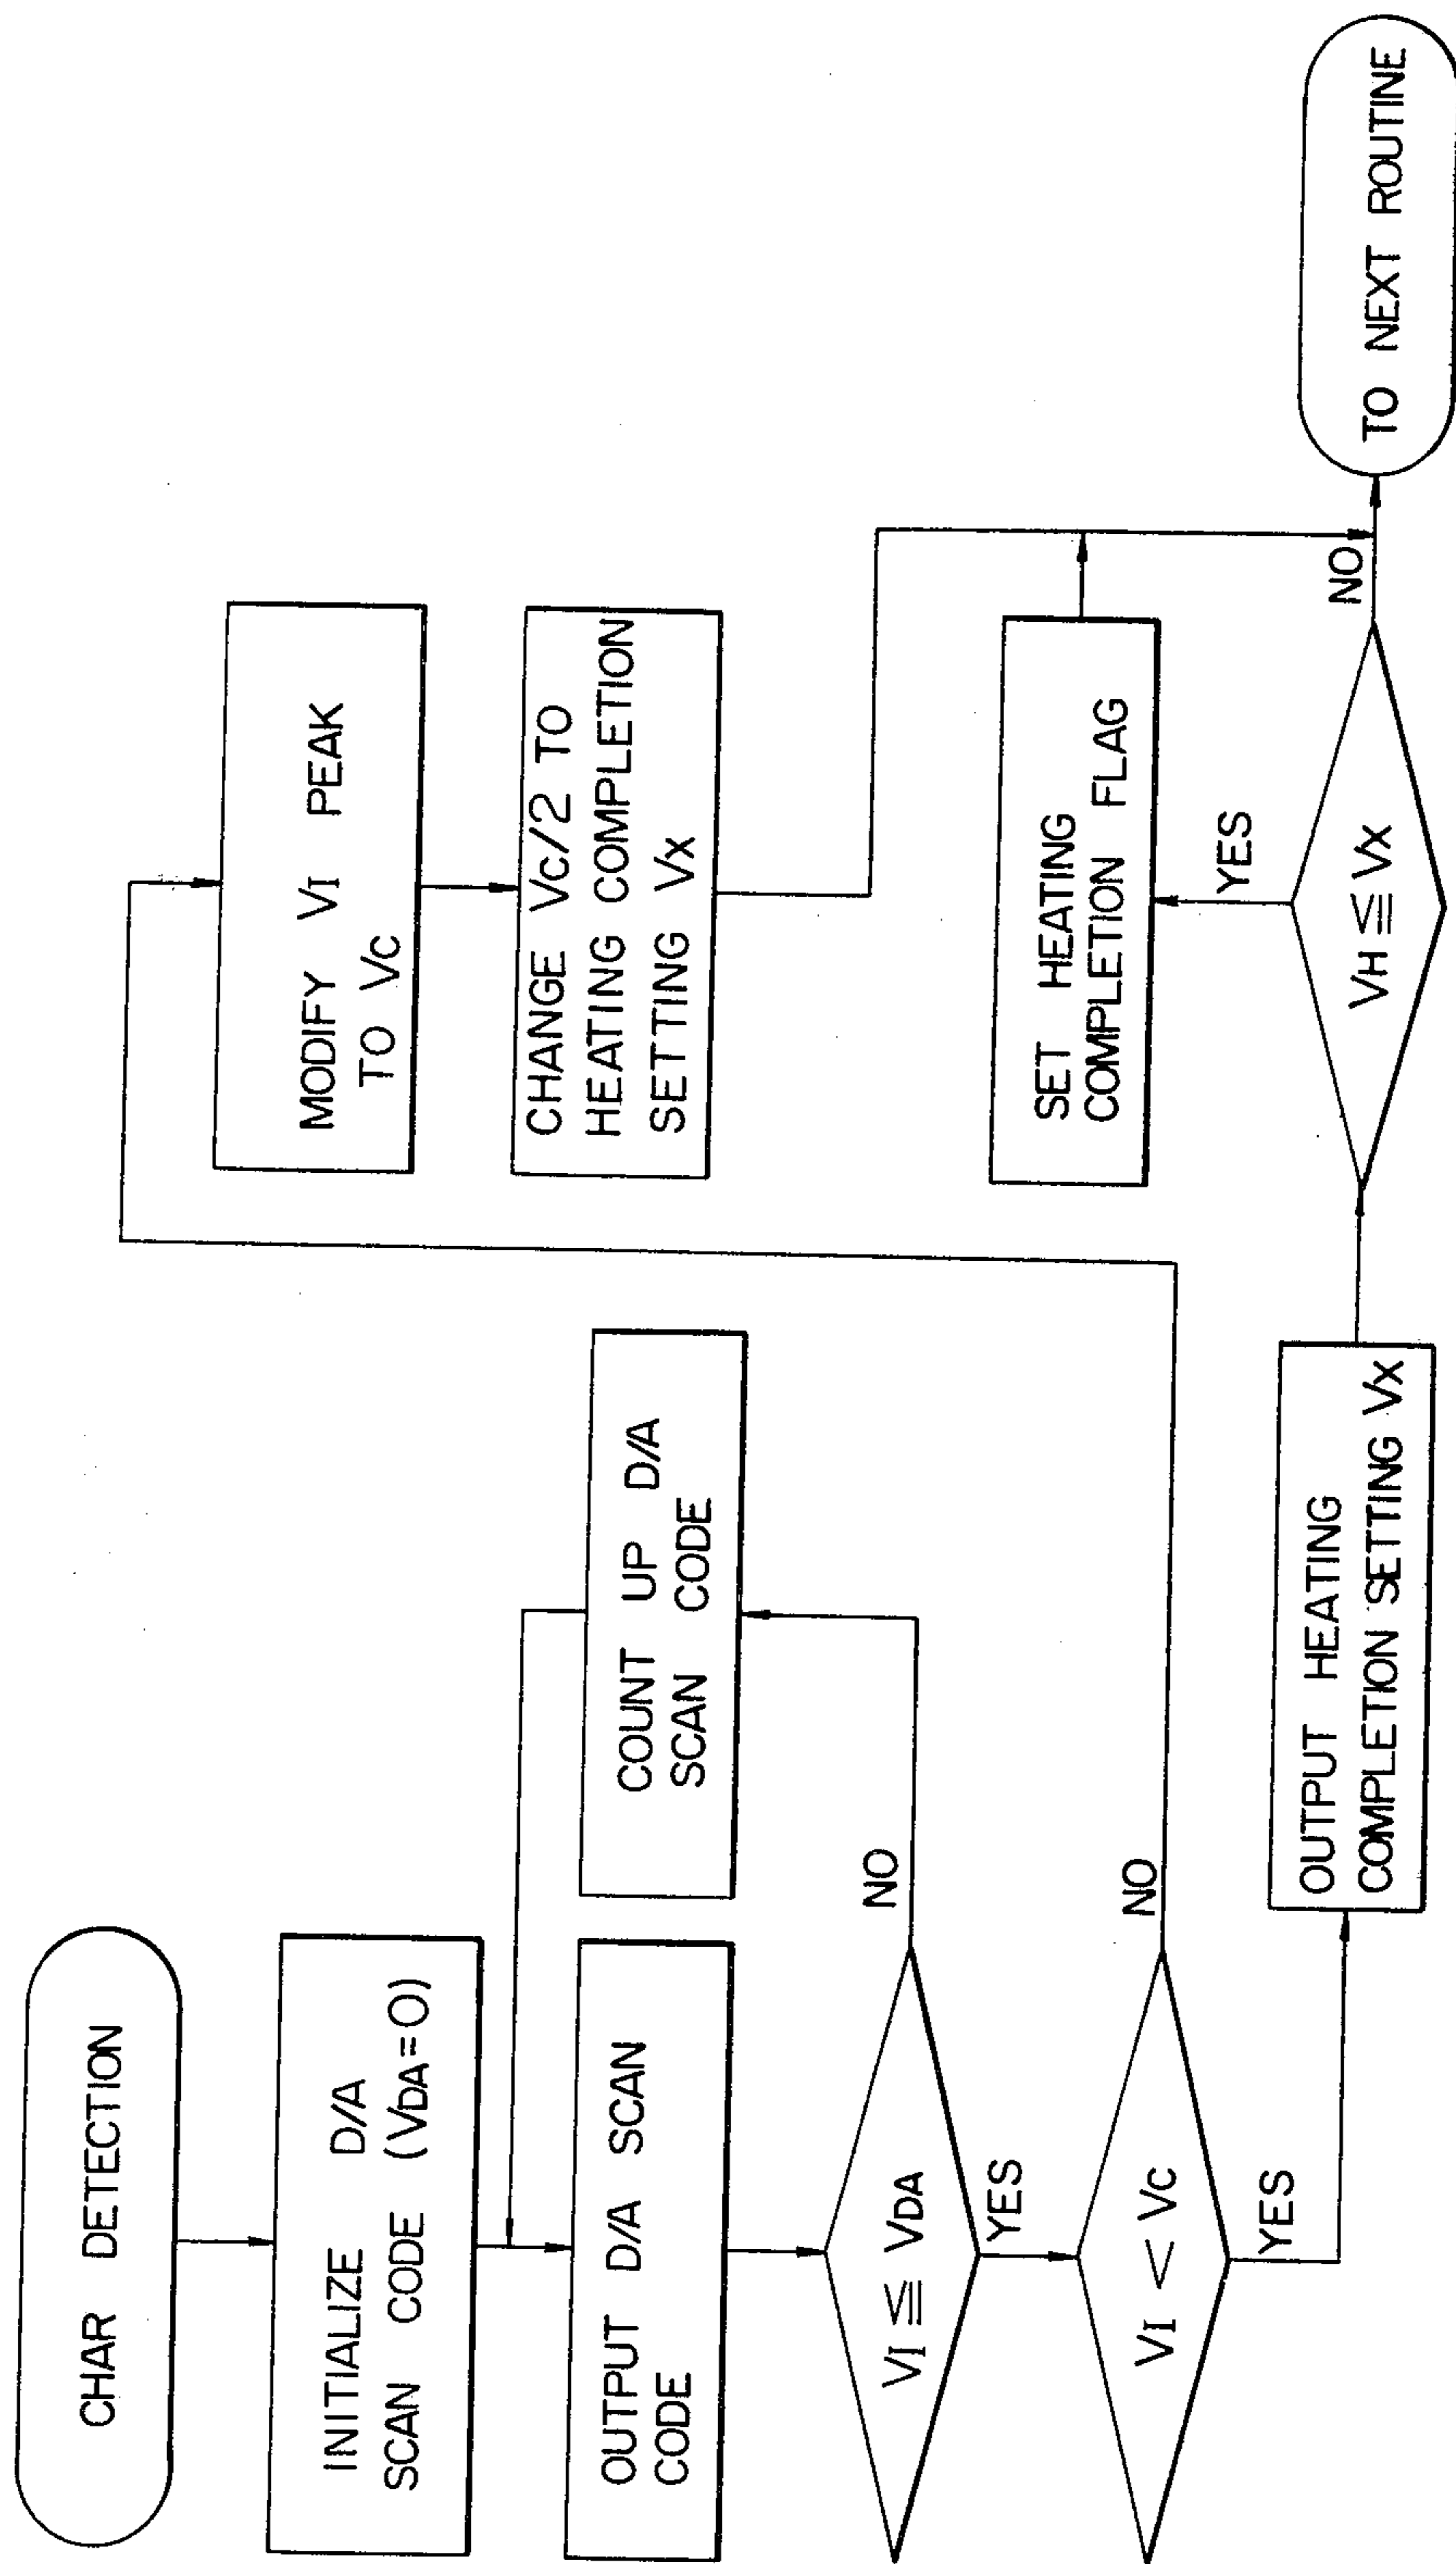 CHAR DETECTION
INITIALIZE D/A
SCAN CODE (VDA=0)
OUTPUT D/A SCAN
CODE
COUNT UP D/A
SCAN CODE
VI ≦ VDA
NO
YES
VI < VC
NO
YES
MODIFY VI PEAK
TO VC
CHANGE VC/2 TO
HEATING COMPLETION
SETTING VX
OUTPUT HEATING
COMPLETION SETTING VX
VH ≦ VX
YES
NO
SET HEATING
COMPLETION FLAG
TO NEXT ROUTINE